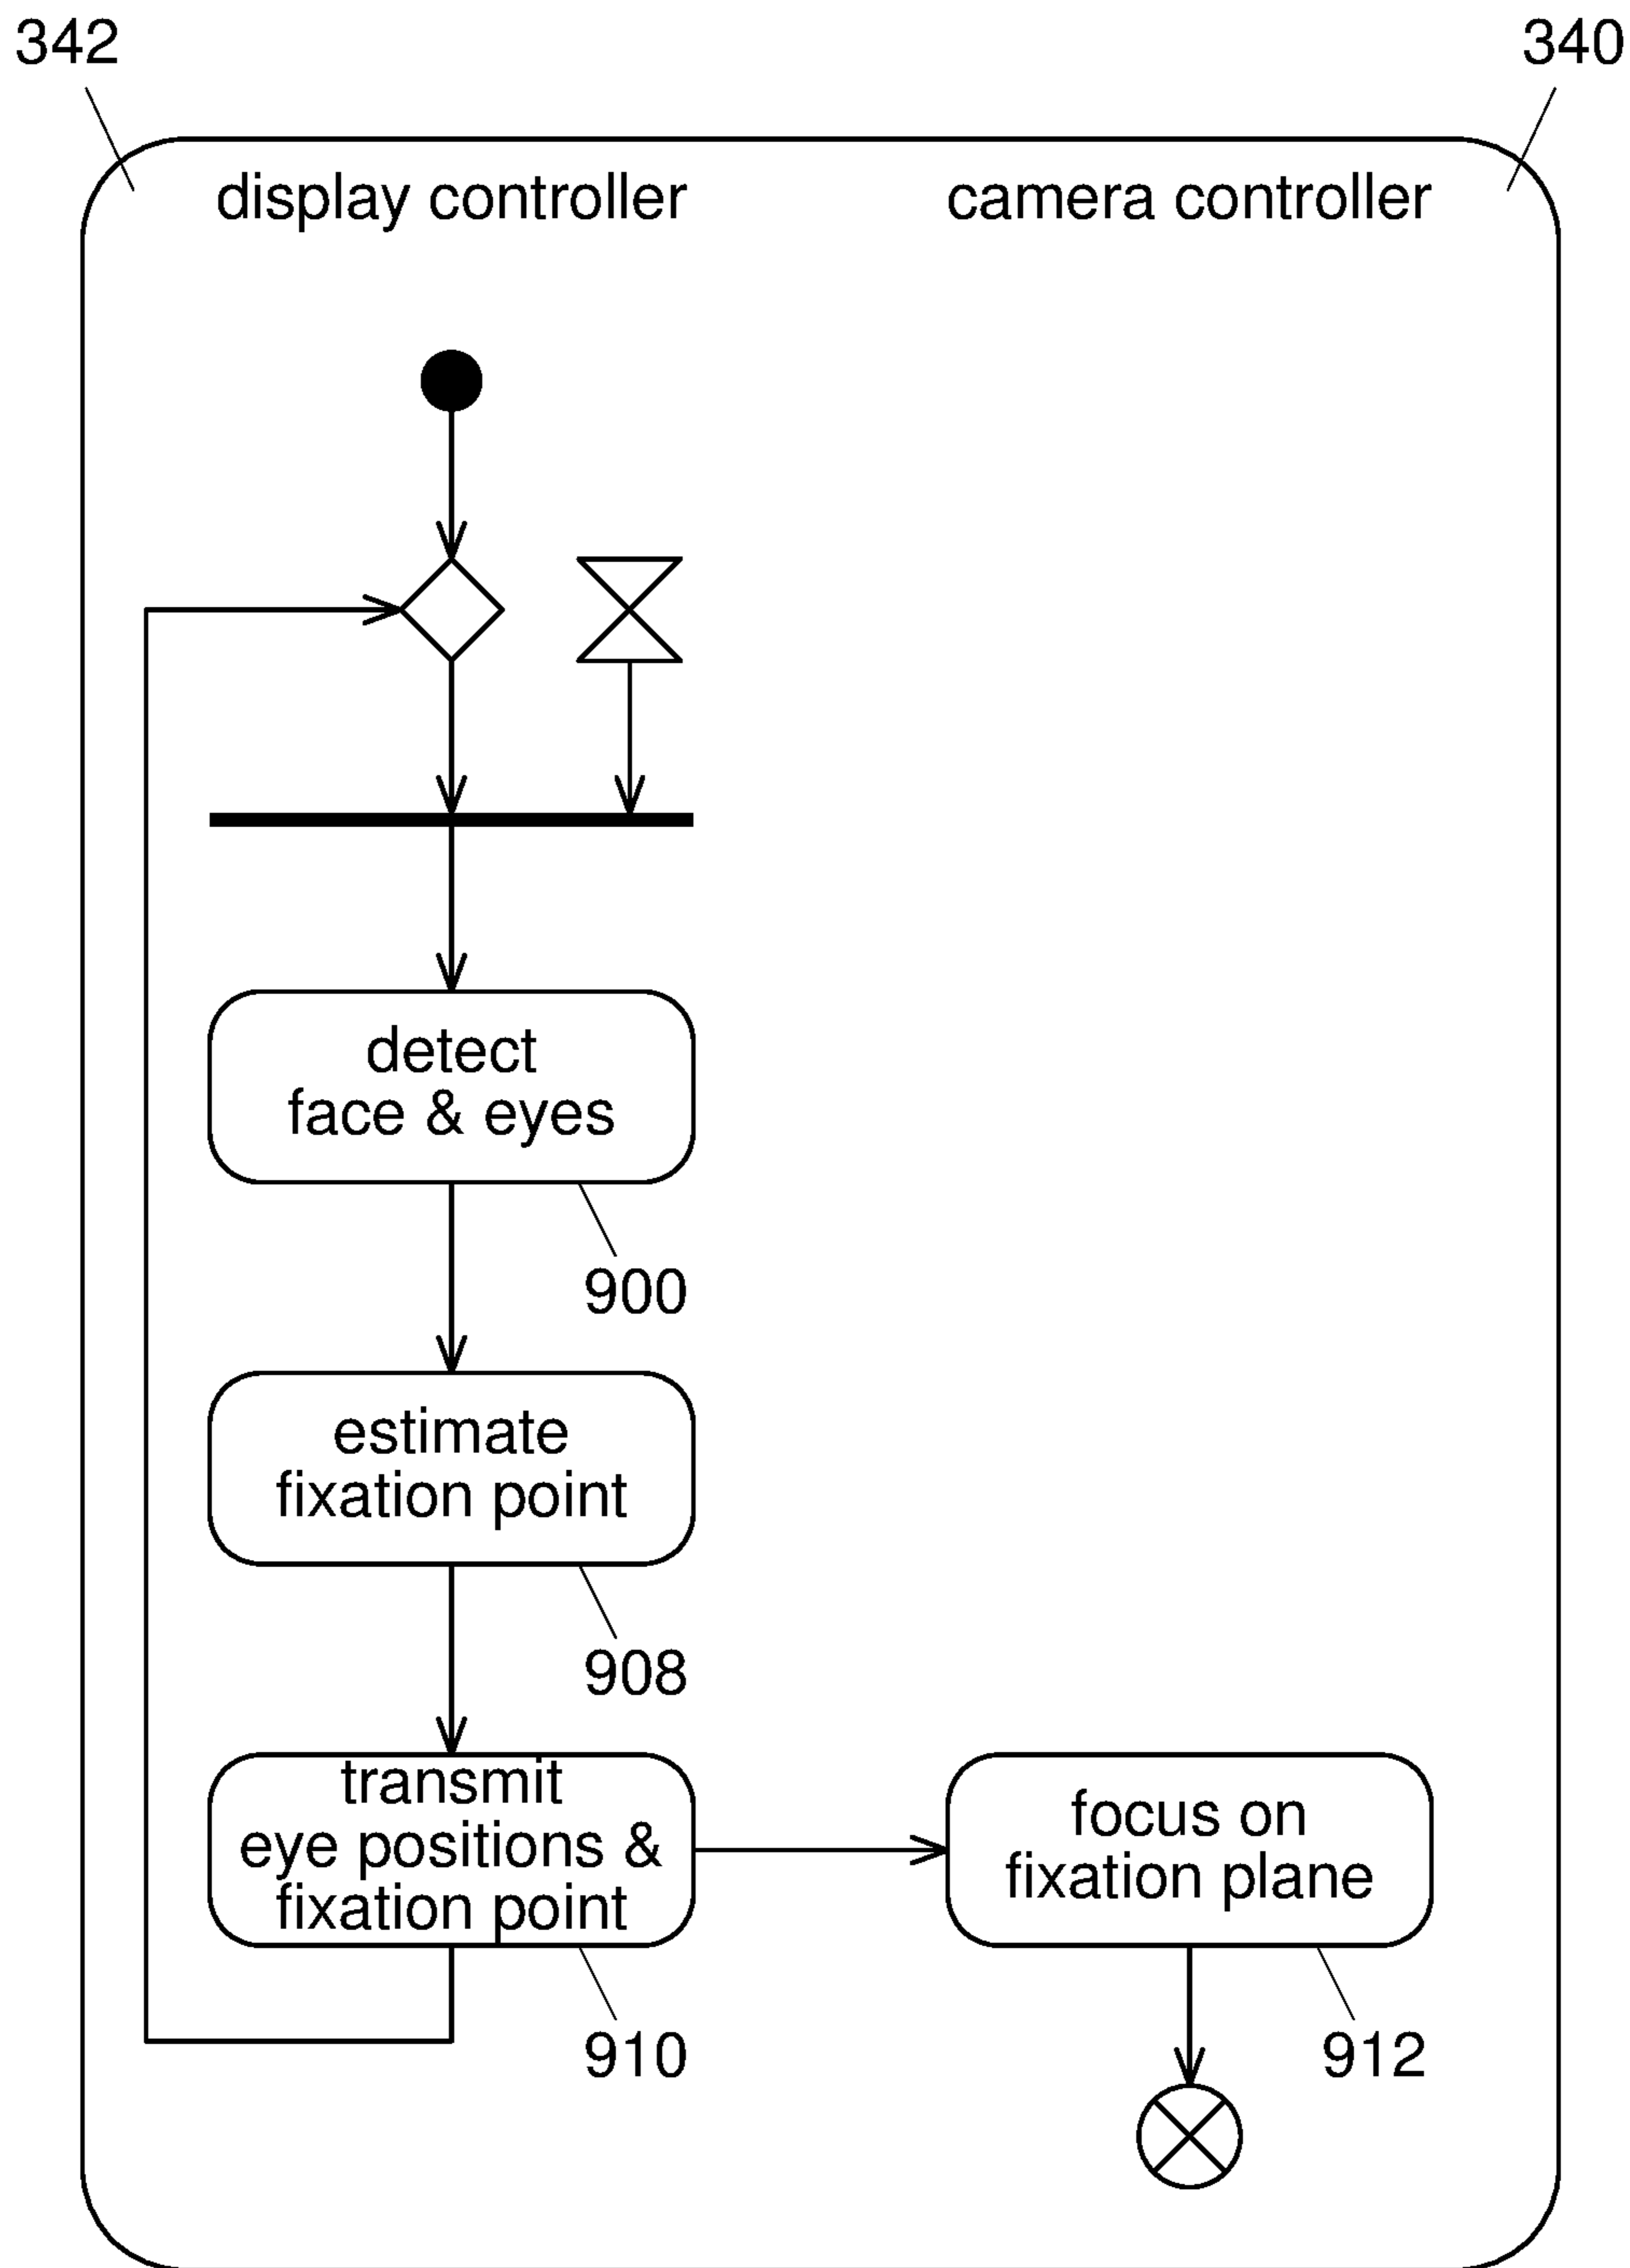 342
340
display controller
camera controller
detect
face & eyes
900
estimate
fixation point
908
transmit
eye positions &
fixation point
910
focus on
fixation plane
912